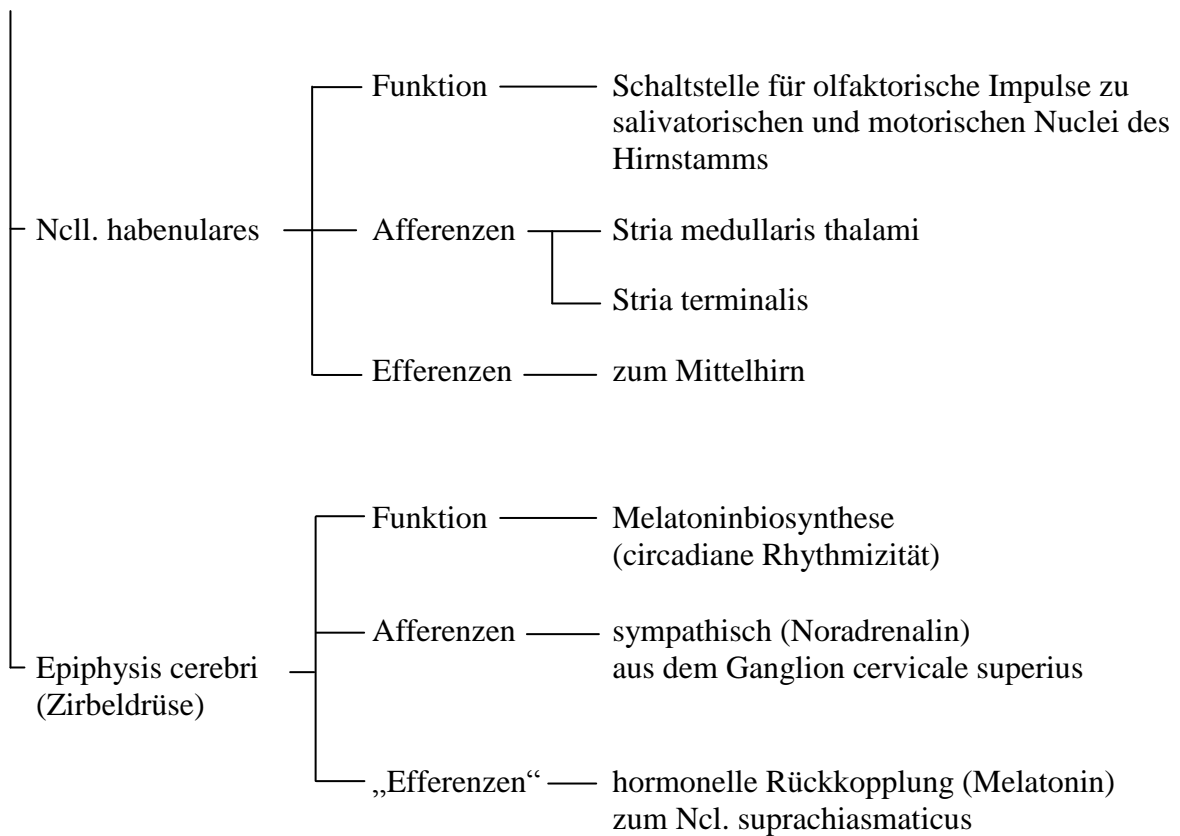 Funktion
Schaltstelle für olfaktorische Impulse zu
salivatorischen und motorischen Nuclei des
Hirnstamms
Ncll. habenulares
Afferenzen
Stria medullaris thalami
Stria terminalis
Efferenzen
zum Mittelhirn
Funktion
Melatoninbiosynthese
(circadiane Rhythmizität)
Afferenzen
sympathisch (Noradrenalin)
aus dem Ganglion cervicale superius
Epiphysis cerebri
(Zirbeldrüse)
„Efferenzen“
hormonelle Rückkopplung (Melatonin)
zum Ncl. suprachiasmaticus